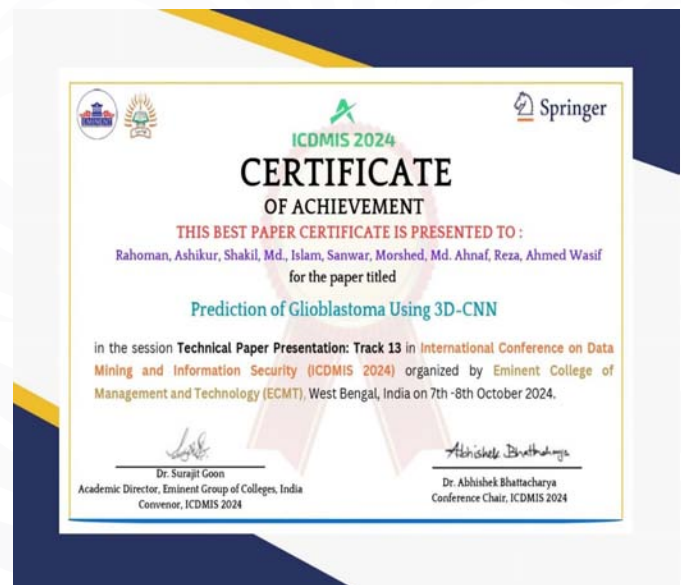 Springer
ICDMIS 2024
CERTIFICATE
OF ACHIEVEMENT
THIS BEST PAPER CERTIFICATE IS PRESENTED TO :
Rahoman, Ashikur, Shakil, Md., Islam, Sanwar, Morshed, Md. Ahnaf, Reza, Ahmed Wasif
for the paper titled
Prediction of Glioblastoma Using 3D-CNN
in the session Technical Paper Presentation: Track 13 in International Conference on Data
Mining and Information Security (ICDMIS 2024) organized by Eminent College of
Management and Technology (ECMT), West Bengal, India on 7th -8th October 2024.
Abhishek Bhattacharya
Dr. Surajit Goon
Academic Director, Eminent Group of Colleges, India
Convenor, ICDMIS 2024
Dr. Abhishek Bhattacharya
Conference Chair, ICDMIS 2024